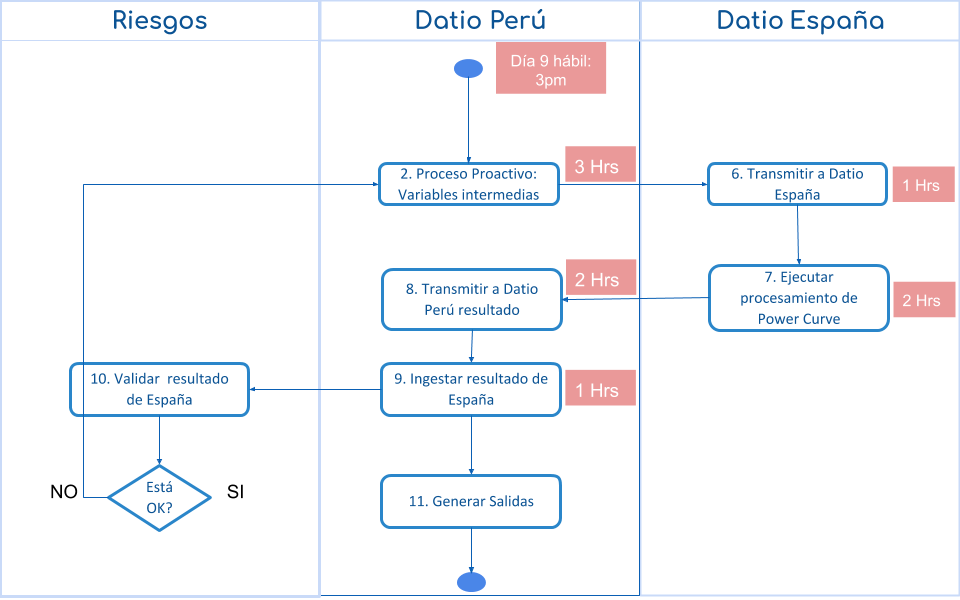 Riesgos
Datio Perú
Datio España
Día 9 hábil:
3pm
2. Proceso Proactivo:
Variables intermedias
3 Hrs
6. Transmitir a Datio
España
1 Hrs
8. Transmitir a Datio
Perú resultado
2 Hrs
7. Ejecutar
procesamiento de
Power Curve
2 Hrs
10. Validar  resultado
de España
9. Ingestar resultado de
España
1 Hrs
NO
Está
OK?
SI
11. Generar Salidas